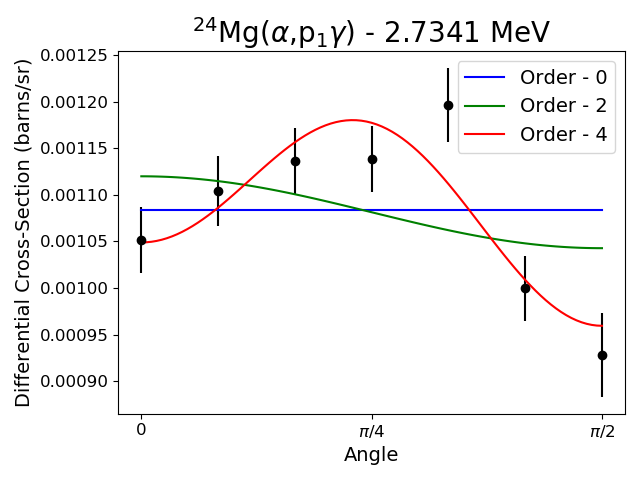 ²⁴Mg(α,p₁γ) - 2.7341 MeV
Differential Cross-Section (barns/sr)
0.00125
0.00120
0.00115
0.00110
0.00105
0.00100
0.00095
0.00090
Order - 0
Order - 2
Order - 4
0
π/4
π/2
Angle